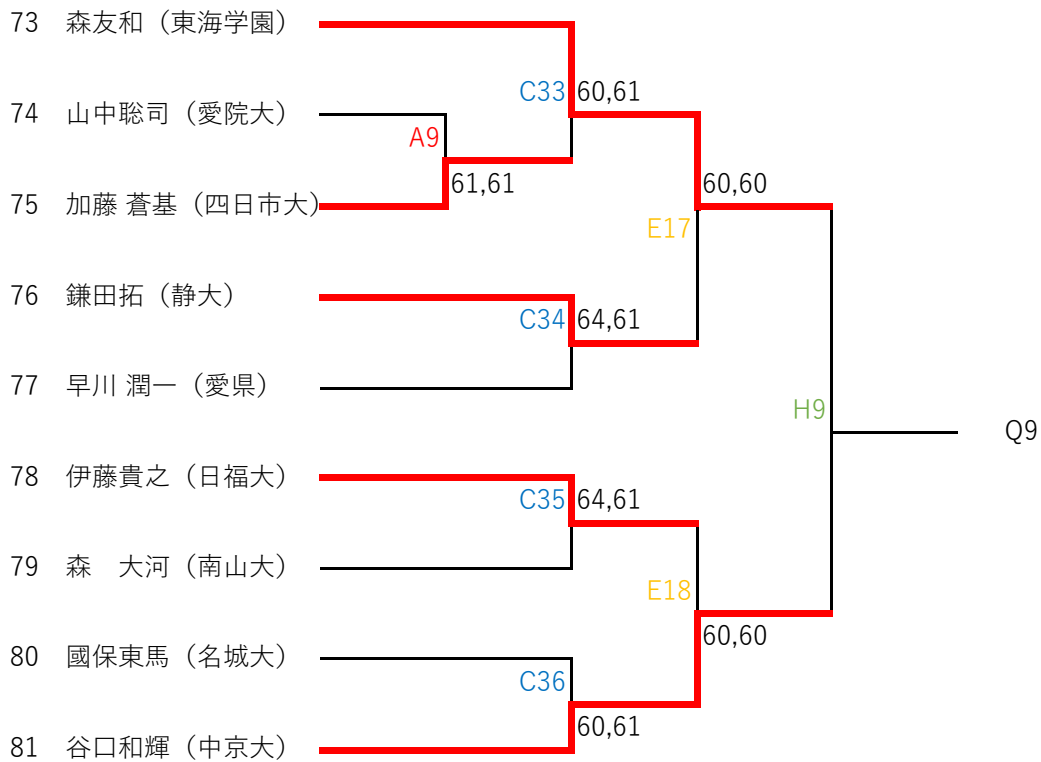 73 森友和（東海学園）
C33 60,61
74 山中聡司（愛院大）
A9
61,61
60,60
75 加藤 蒼基（四日市大）
E17
76 鎌田拓（静大）
C34 64,61
77 早川 潤一（愛県）
H9
Q9
78 伊藤貴之（日福大）
C35 64,61
79 森　大河（南山大）
E18
60,60
80 國保東馬（名城大）
C36
60,61
81 谷口和輝（中京大）